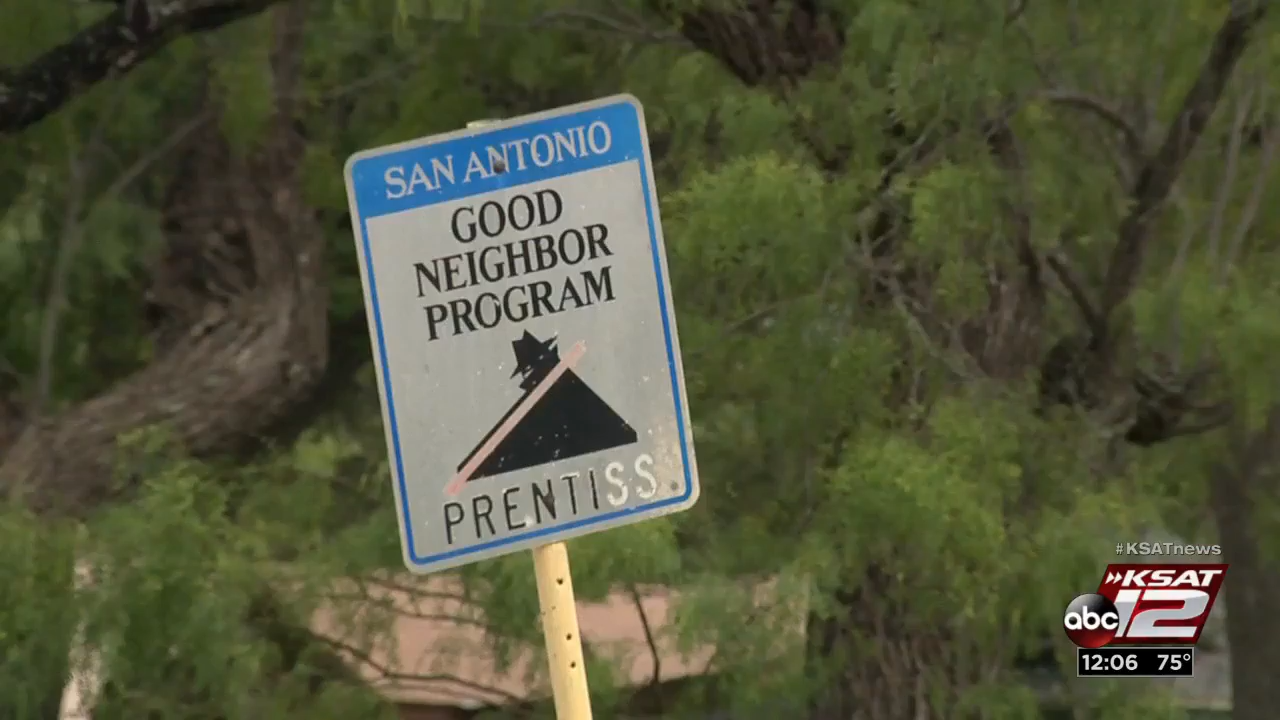 SAN ANTONIO
GOOD
NEIGHBOR
PROGRAM
PRENTISS
#KSATnews
KSAT
abc 12
12:06 75°